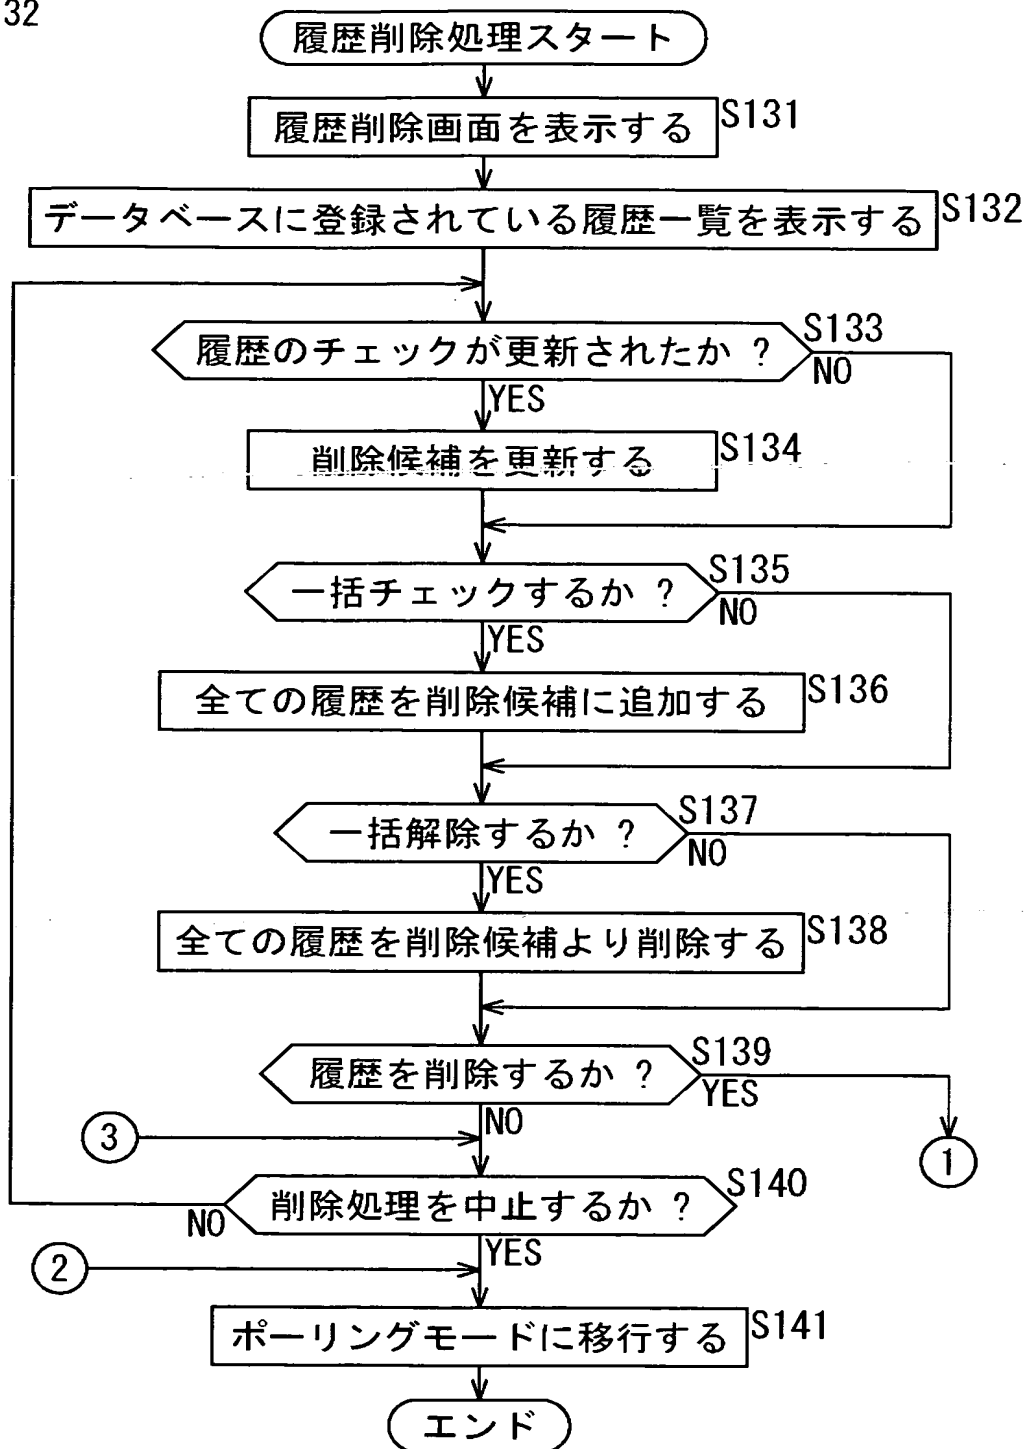 32
履歴削除処理スタート
履歴削除画面を表示する
S131
データベースに登録されている履歴一覧を表示する
S132
履歴のチェックが更新されたか ?
S133
NO
YES
削除候補を更新する
S134
一括チェックするか ?
S135
NO
YES
全ての履歴を削除候補に追加する
S136
一括解除するか ?
S137
NO
YES
全ての履歴を削除候補より削除する
S138
履歴を削除するか ?
S139
YES
NO
3
1
削除処理を中止するか ?
S140
NO
YES
2
ポーリングモードに移行する
S141
エンド